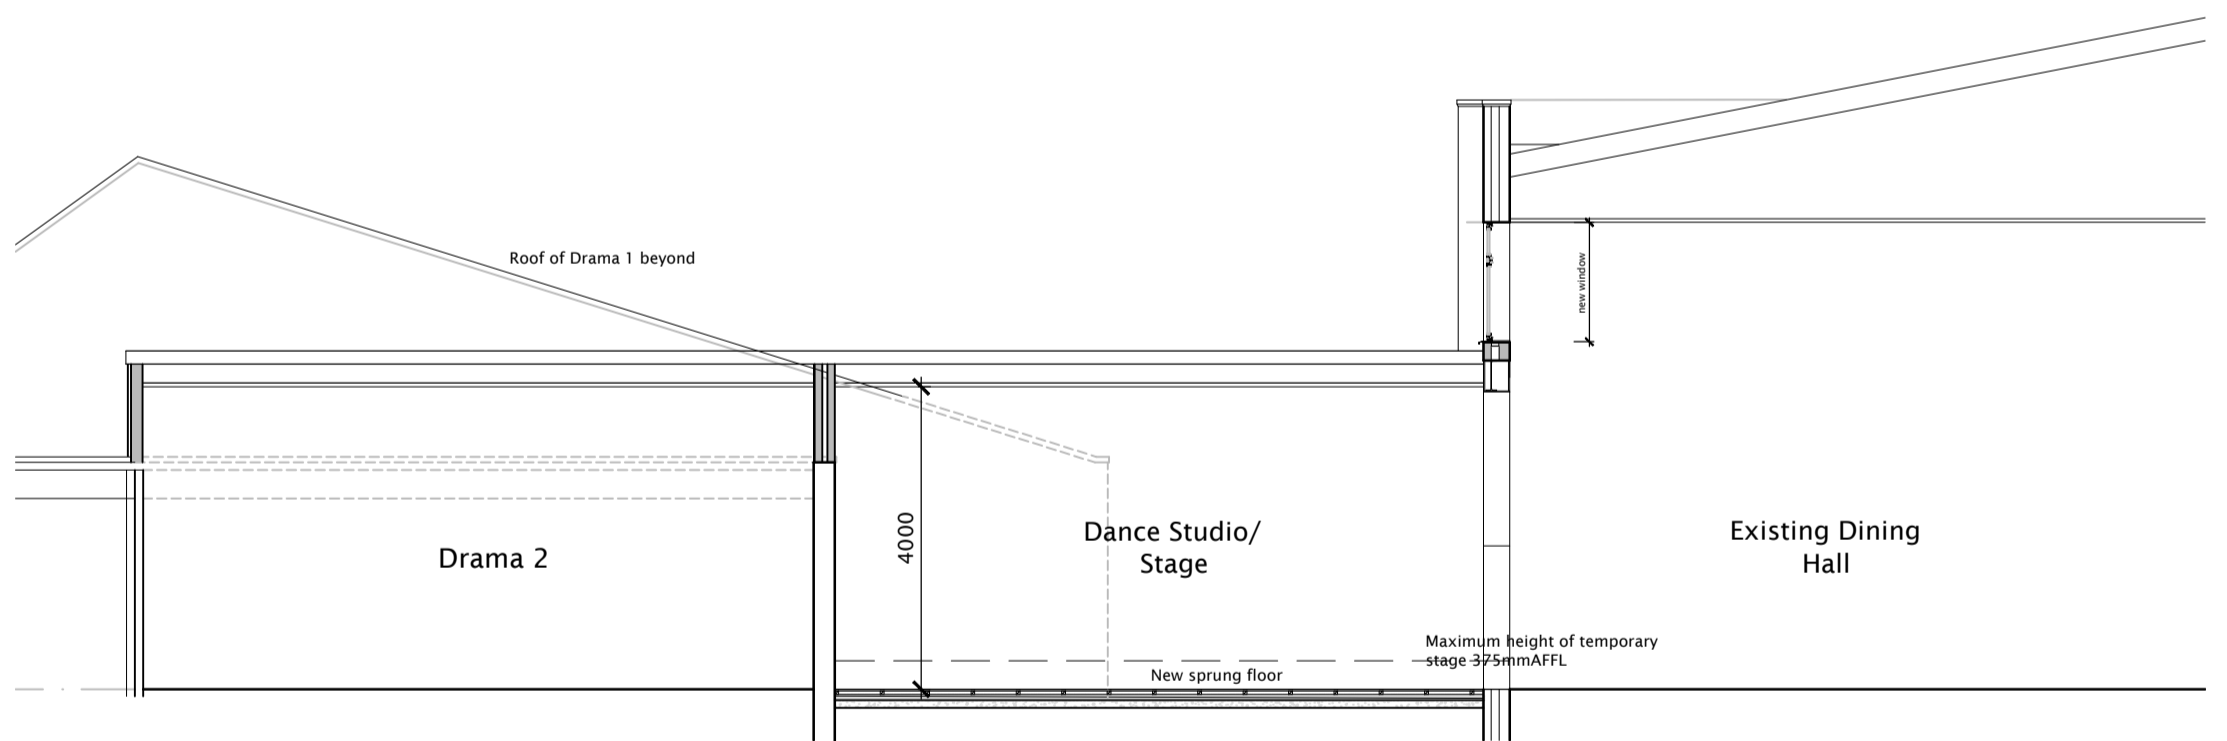 Roof of Drama 1 beyond
new window
4000
Drama 2
Dance Studio/
Stage
Existing Dining
Hall
Maximum height of temporary
stage 375mmAFFL
New sprung floor